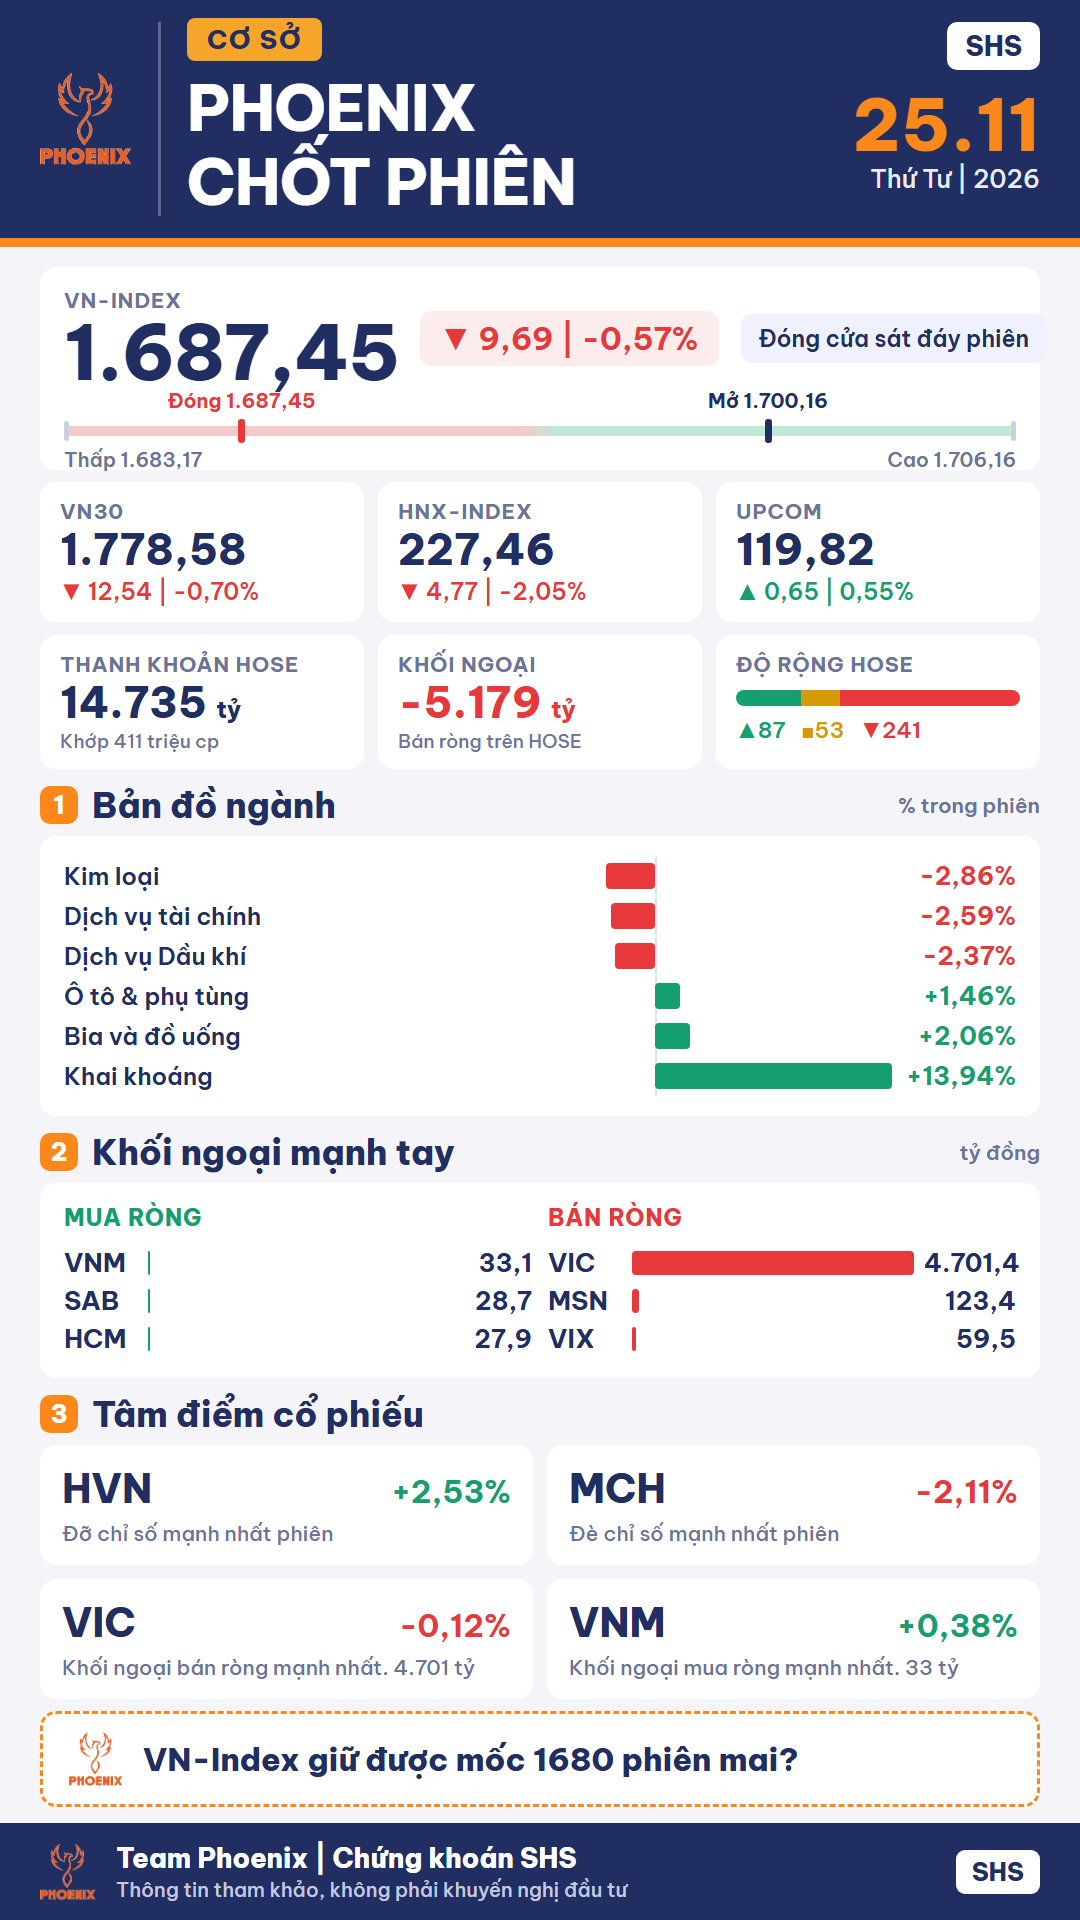 CƠ SỞ
PHOENIX
CHỐT PHIÊN
PHOENIX
SHS
25.11
Thứ Tư | 2026
VN-INDEX
1.687,45
▼ 9,69 | -0,57%
Đóng cửa sát đáy phiên
Đóng 1.687,45
Mở 1.700,16
Thấp 1.683,17
Cao 1.706,16
VN30
1.778,58
▼ 12,54 | -0,70%
HNX-INDEX
227,46
▼ 4,77 | -2,05%
UPCOM
119,82
▲ 0,65 | 0,55%
THANH KHOẢN HOSE
14.735 tỷ
Khớp 411 triệu cp
KHỐI NGOẠI
-5.179 tỷ
Bán ròng trên HOSE
ĐỘ RỘNG HOSE
▲87 ■53 ▼241
1 Bản đồ ngành
% trong phiên
Kim loại -2,86%
Dịch vụ tài chính -2,59%
Dịch vụ Dầu khí -2,37%
Ô tô & phụ tùng +1,46%
Bia và đồ uống +2,06%
Khai khoáng +13,94%
2 Khối ngoại mạnh tay
tỷ đồng
MUA RÒNG
VNM 33,1
SAB 28,7
HCM 27,9
BÁN RÒNG
VIC 4.701,4
MSN 123,4
VIX 59,5
3 Tâm điểm cổ phiếu
HVN +2,53%
Đỡ chỉ số mạnh nhất phiên
MCH -2,11%
Đè chỉ số mạnh nhất phiên
VIC -0,12%
Khối ngoại bán ròng mạnh nhất. 4.701 tỷ
VNM +0,38%
Khối ngoại mua ròng mạnh nhất. 33 tỷ
PHOENIX
VN-Index giữ được mốc 1680 phiên mai?
PHOENIX
Team Phoenix | Chứng khoán SHS
Thông tin tham khảo, không phải khuyến nghị đầu tư
SHS